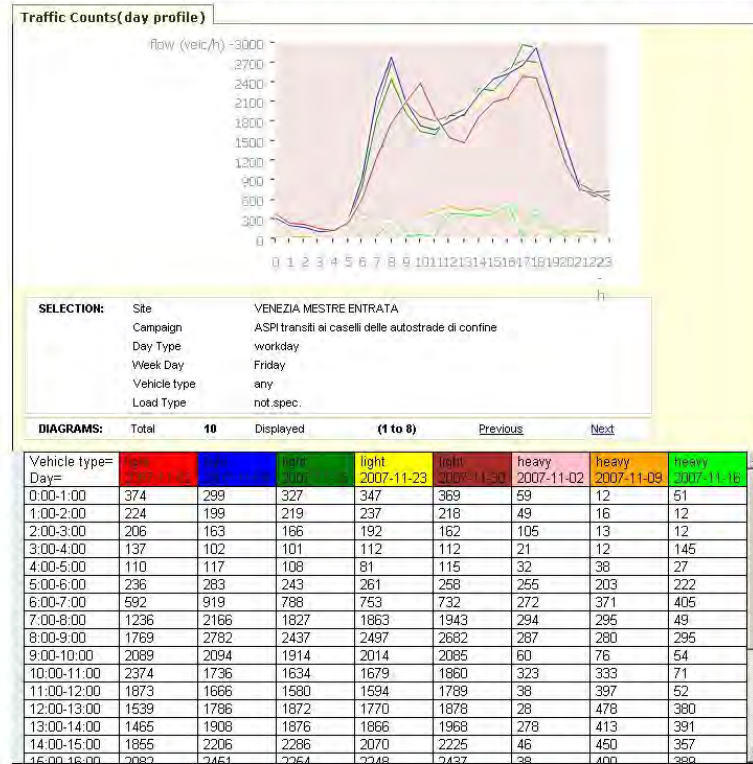 Traffic Counts(day profile)
flow (veic/h)
3000
2700
2400
2100
1800
1500
1200
900
600
300
0
0 1 2 3 4 5 6 7 8 9 10 11 12 13 14 15 16 17 18 19 20 21 22 23
h
SELECTION: Site VENEZIA MESTRE ENTRATA
Campaign ASPI transiti ai caselli delle autostrade di confine
Day Type workday
Week Day Friday
Vehicle type any
Load Type not.spec.
DIAGRAMS: Total 10 Displayed (1 to 8) Previous Next
Vehicle type= light light light light light heavy heavy heavy
Day= 2007-11-23 2007-11-30 2007-11-02 2007-11-09 2007-11-16
0:00-1:00 374 299 327 347 369 59 12 51
1:00-2:00 224 199 219 237 218 49 16 12
2:00-3:00 206 163 166 192 162 105 13 12
3:00-4:00 137 102 101 112 112 21 12 145
4:00-5:00 110 117 108 81 115 32 38 27
5:00-6:00 236 283 243 261 258 255 203 222
6:00-7:00 592 919 788 753 732 272 371 405
7:00-8:00 1236 2166 1827 1863 1943 294 295 49
8:00-9:00 1769 2782 2437 2497 2682 287 280 295
9:00-10:00 2089 2094 1914 2014 2085 60 76 54
10:00-11:00 2374 1736 1634 1679 1860 323 333 71
11:00-12:00 1873 1666 1580 1594 1789 38 397 52
12:00-13:00 1539 1786 1872 1770 1878 28 478 380
13:00-14:00 1465 1908 1876 1866 1968 278 413 391
14:00-15:00 1855 2206 2286 2070 2225 46 450 357
15:00-16:00 2082 2461 2264 2248 2437 38 400 389